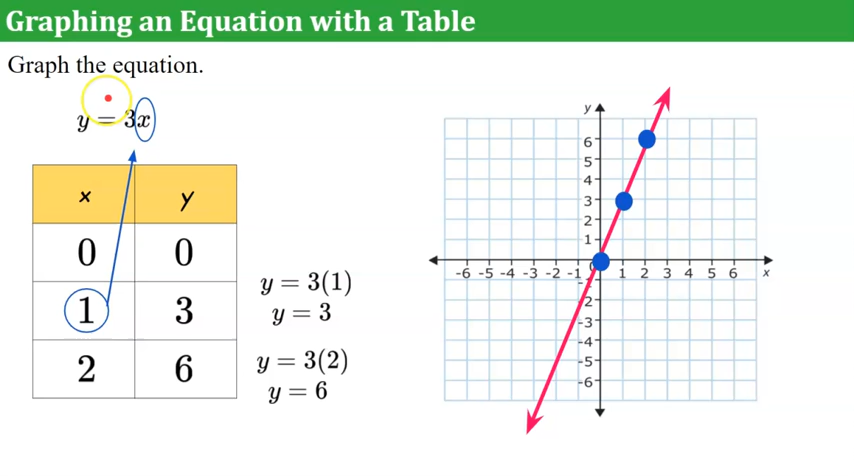 Graphing an Equation with a Table
Graph the equation.
y = 3x
x y
0 0
1 3
2 6
y = 3(1)
y = 3
y = 3(2)
y = 6
y
6
5
4
3
2
1
-6 -5 -4 -3 -2 -1 0 1 2 3 4 5 6 x
-1
-2
-3
-4
-5
-6